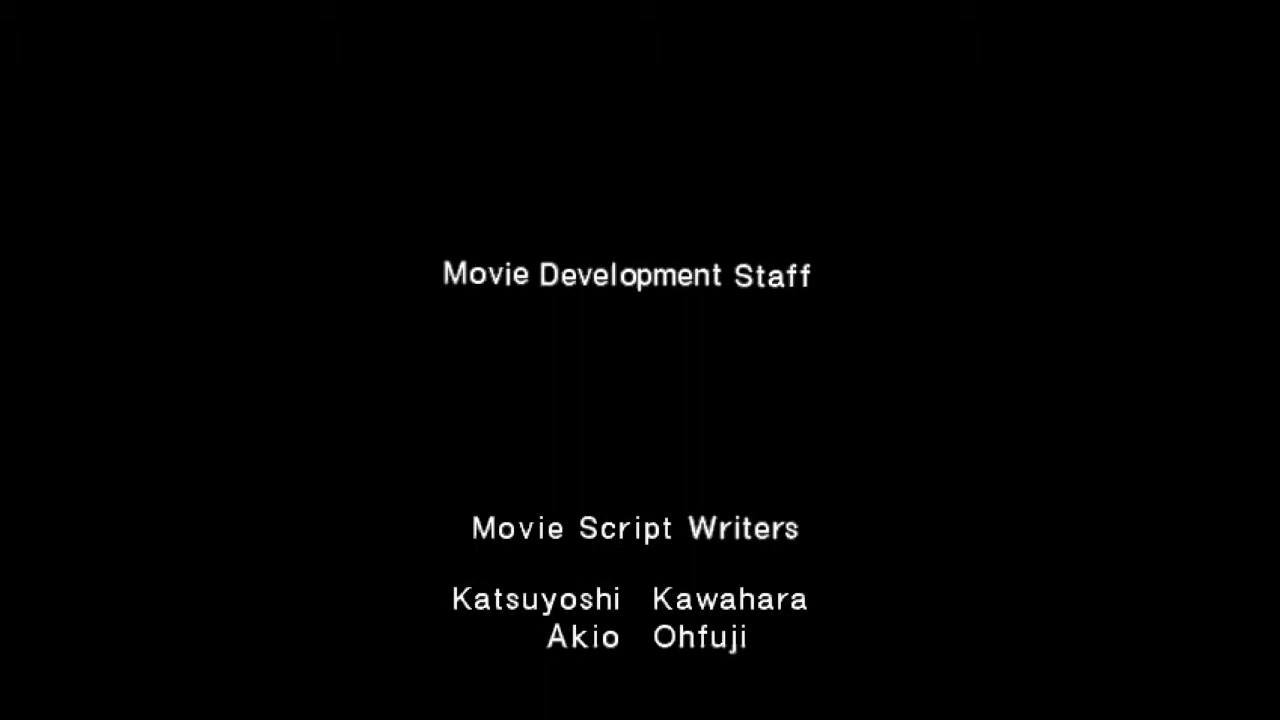 Movie Development Staff
Movie Script Writers
Katsuyoshi Kawahara
Akio Ohfuji